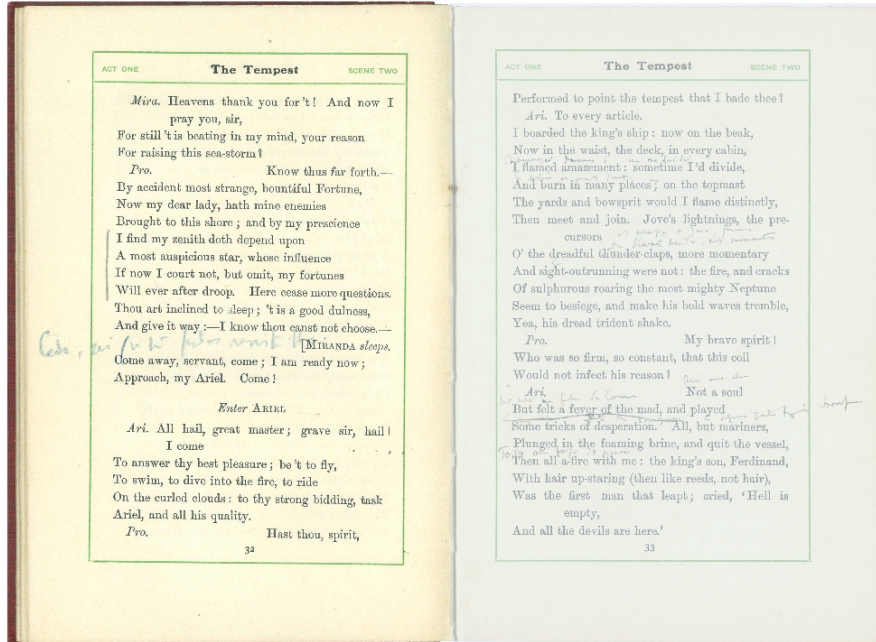 ACT ONE The Tempest SCENE TWO
Mira. Heavens thank you for 't! And now I
pray you, sir,
For still 't is beating in my mind, your reason
For raising this sea-storm?
Pro. Know thus far forth.—
By accident most strange, bountiful Fortune,
Now my dear lady, hath mine enemies
Brought to this shore; and by my prescience
I find my zenith doth depend upon
A most auspicious star, whose influence
If now I court not, but omit, my fortunes
Will ever after droop. Here cease more questions.
Thou art inclined to sleep; 't is a good dulness,
And give it way:—I know thou canst not choose.—
[MIRANDA sleeps.
Come away, servant, come; I am ready now;
Approach, my Ariel. Come!
Enter ARIEL
Ari. All hail, great master; grave sir, hail!
I come
To answer thy best pleasure; be 't to fly,
To swim, to dive into the fire, to ride
On the curled clouds: to thy strong bidding, task
Ariel, and all his quality.
Pro. Hast thou, spirit,
32
ACT ONE The Tempest SCENE TWO
Performed to point the tempest that I bade thee?
Ari. To every article.
I boarded the king's ship: now on the beak,
Now in the waist, the deck, in every cabin,
I flamed amazement: sometime I'd divide,
And burn in many places; on the topmast
The yards and bowsprit would I flame distinctly,
Then meet and join. Jove's lightnings, the pre-
cursors
O' the dreadful thunder-claps, more momentary
And sight-outrunning were not: the fire, and cracks
Of sulphurous roaring the most mighty Neptune
Seem to besiege, and make his bold waves tremble,
Yea, his dread trident shake.
Pro. My brave spirit!
Who was so firm, so constant, that this coil
Would not infect his reason?
Ari. Not a soul
But felt a fever of the mad, and played
Some tricks of desperation. All, but mariners,
Plunged in the foaming brine, and quit the vessel,
Then all a-fire with me: the king's son, Ferdinand,
With hair up-staring (then like reeds, not hair),
Was the first man that leapt; cried, 'Hell is
empty,
And all the devils are here.'
33